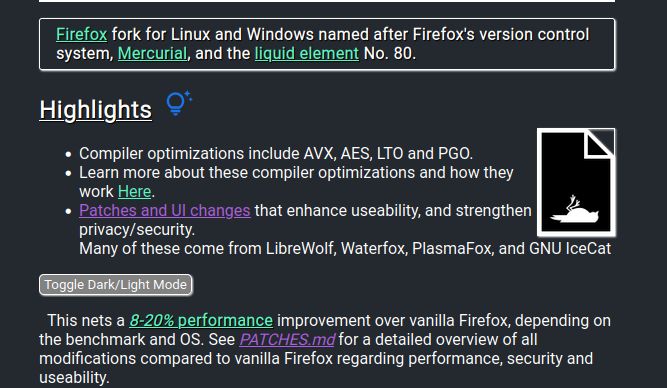 Firefox fork for Linux and Windows named after Firefox's version control
system, Mercurial, and the liquid element No. 80.
Highlights
Compiler optimizations include AVX, AES, LTO and PGO.
Learn more about these compiler optimizations and how they
work Here.
Patches and UI changes that enhance useability, and strengthen
privacy/security.
Many of these come from LibreWolf, Waterfox, PlasmaFox, and GNU IceCat
Toggle Dark/Light Mode
This nets a 8-20% performance improvement over vanilla Firefox, depending on
the benchmark and OS. See PATCHES.md for a detailed overview of all
modifications compared to vanilla Firefox regarding performance, security and
useability.